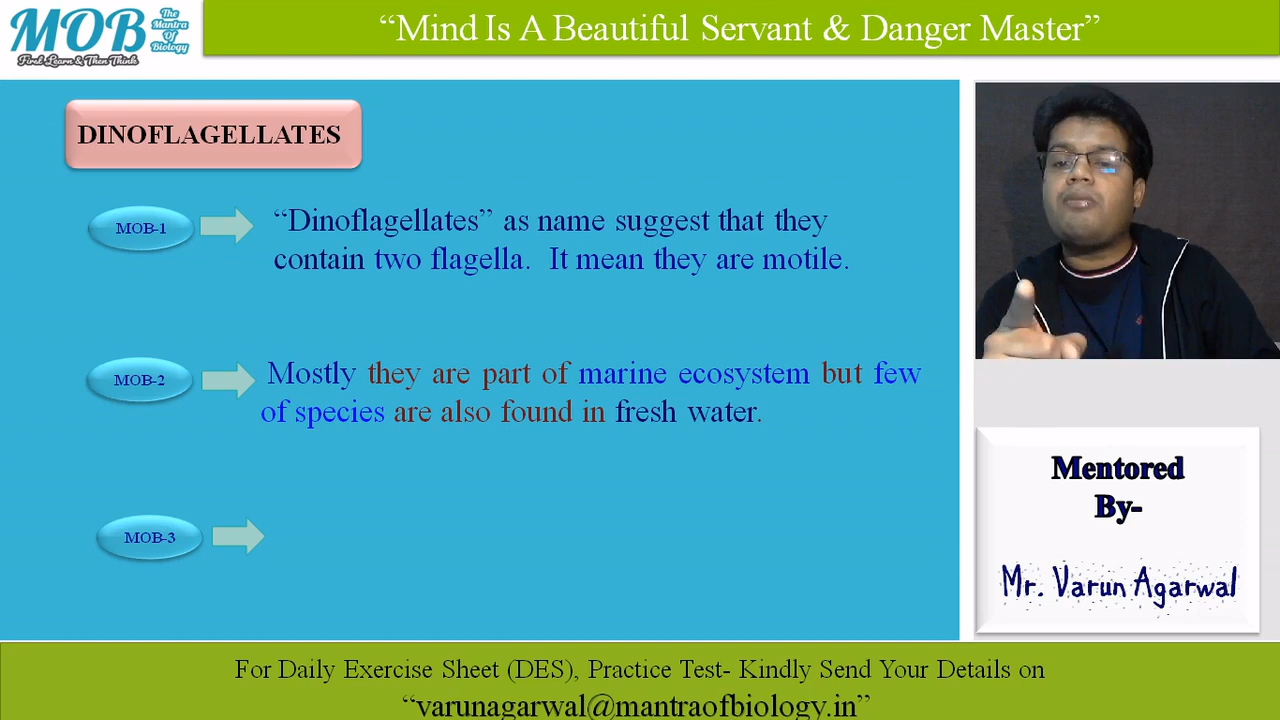 MOB
The
Mantra
Of
Biology
First Learn & Then Think
“Mind Is A Beautiful Servant & Danger Master”
DINOFLAGELLATES
MOB-1
“Dinoflagellates” as name suggest that they
contain two flagella. It mean they are motile.
MOB-2
Mostly they are part of marine ecosystem but few
of species are also found in fresh water.
MOB-3
Mentored
By-
Mr. Varun Agarwal
For Daily Exercise Sheet (DES), Practice Test- Kindly Send Your Details on
“varunagarwal@mantraofbiology.in”